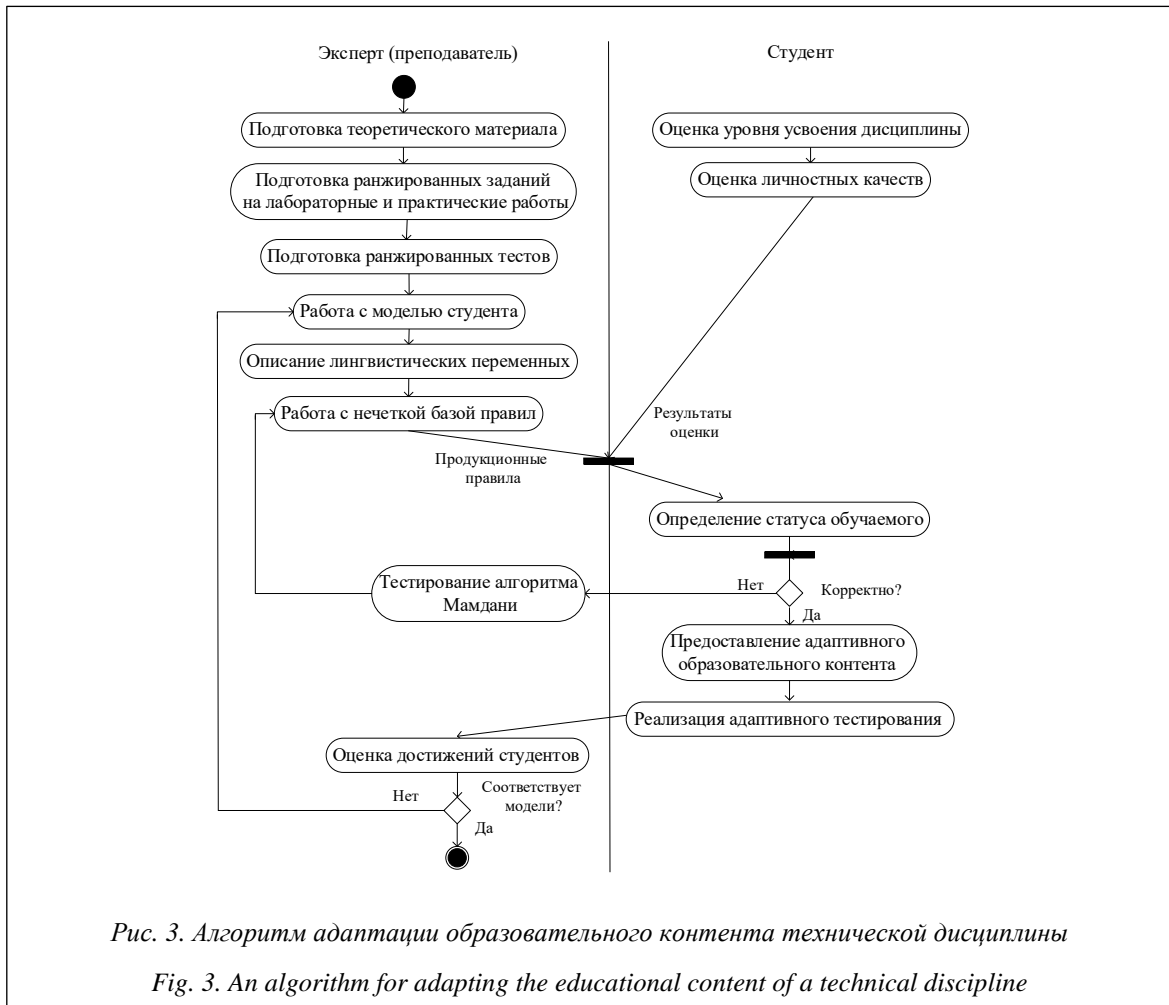 Эксперт (преподаватель)
Студент
Подготовка теоретического материала
Оценка уровня усвоения дисциплины
Подготовка ранжированных заданий
на лабораторные и практические работы
Оценка личностных качеств
Подготовка ранжированных тестов
Работа с моделью студента
Описание лингвистических переменных
Работа с нечеткой базой правил
Результаты
оценки
Продукционные
правила
Определение статуса обучаемого
Тестирование алгоритма
Мамдани
Нет
Корректно?
Да
Предоставление адаптивного
образовательного контента
Реализация адаптивного тестирования
Оценка достижений студентов
Нет
Соответствует
модели?
Да
Рис. 3. Алгоритм адаптации образовательного контента технической дисциплины
Fig. 3. An algorithm for adapting the educational content of a technical discipline